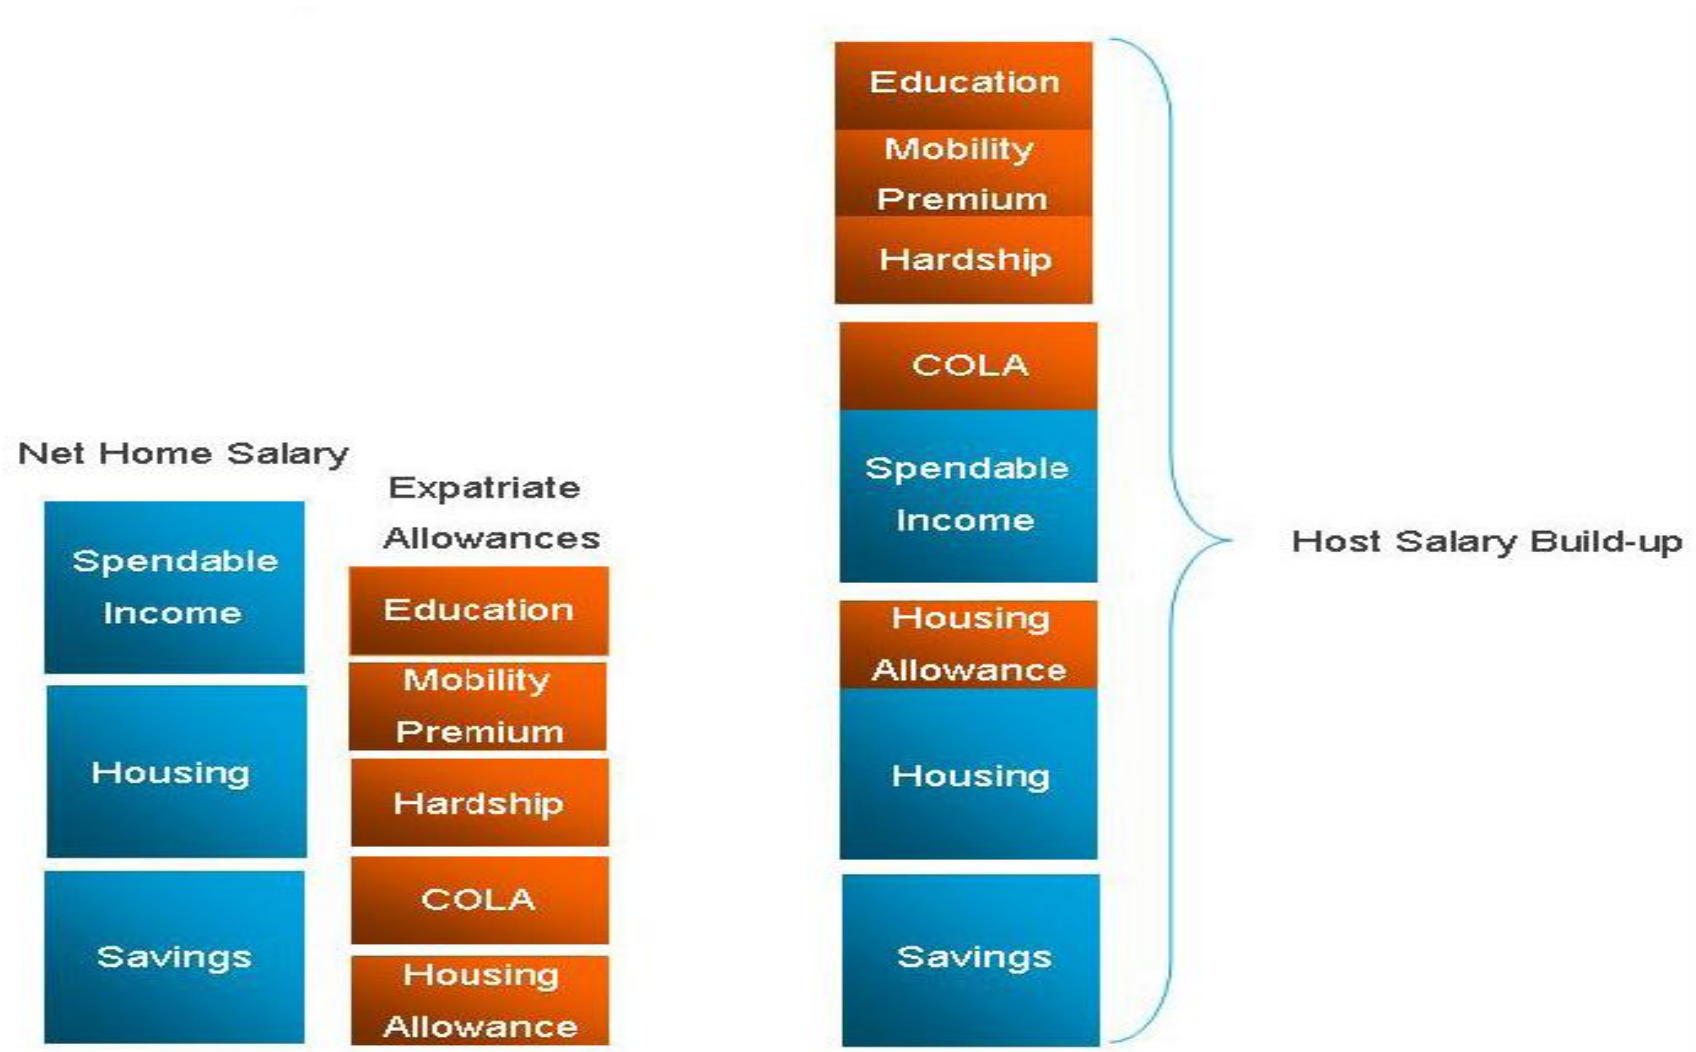 Net Home Salary
Spendable
Income
Housing
Savings
Expatriate
Allowances
Education
Mobility
Premium
Hardship
COLA
Housing
Allowance
Education
Mobility
Premium
Hardship
COLA
Spendable
Income
Housing
Allowance
Housing
Savings
Host Salary Build-up